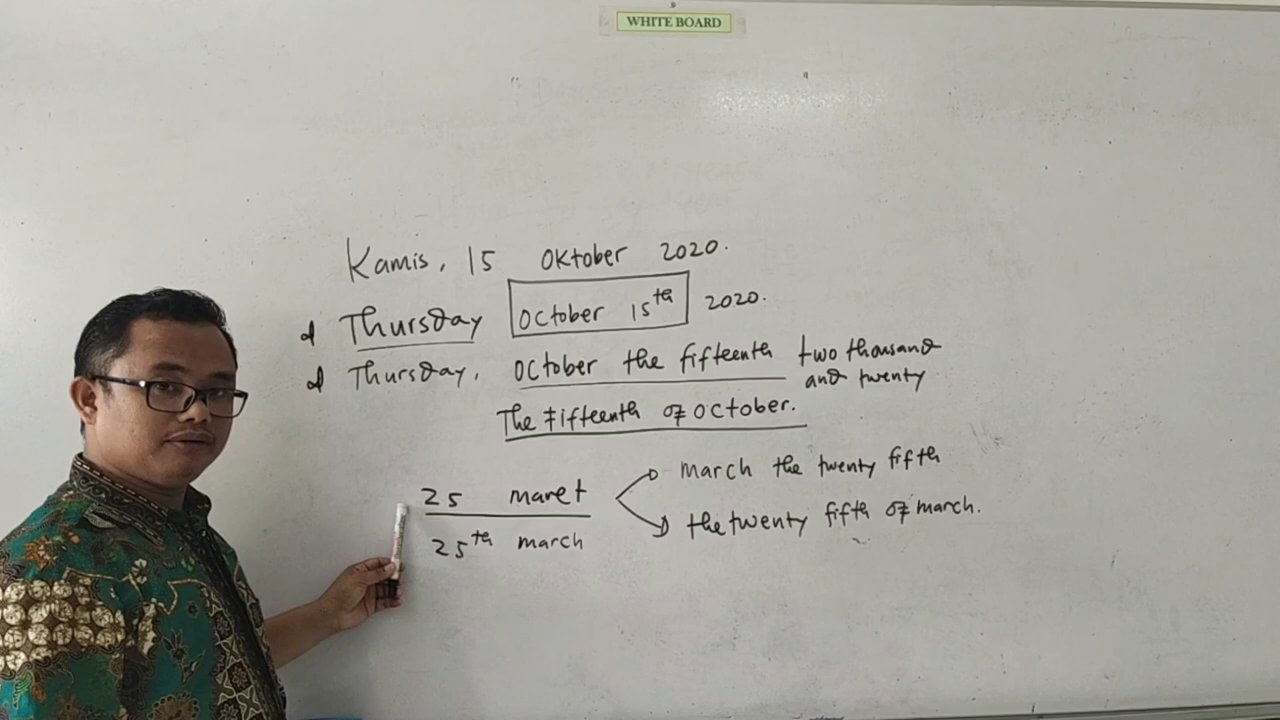 WHITE BOARD
Kamis, 15 Oktober 2020.
Thursday October 15th 2020.
Thursday, October the fifteenth two thousand
and twenty
The Fifteenth of October.
25 maret
25th march
march the twenty fifth
the twenty fifth of march.